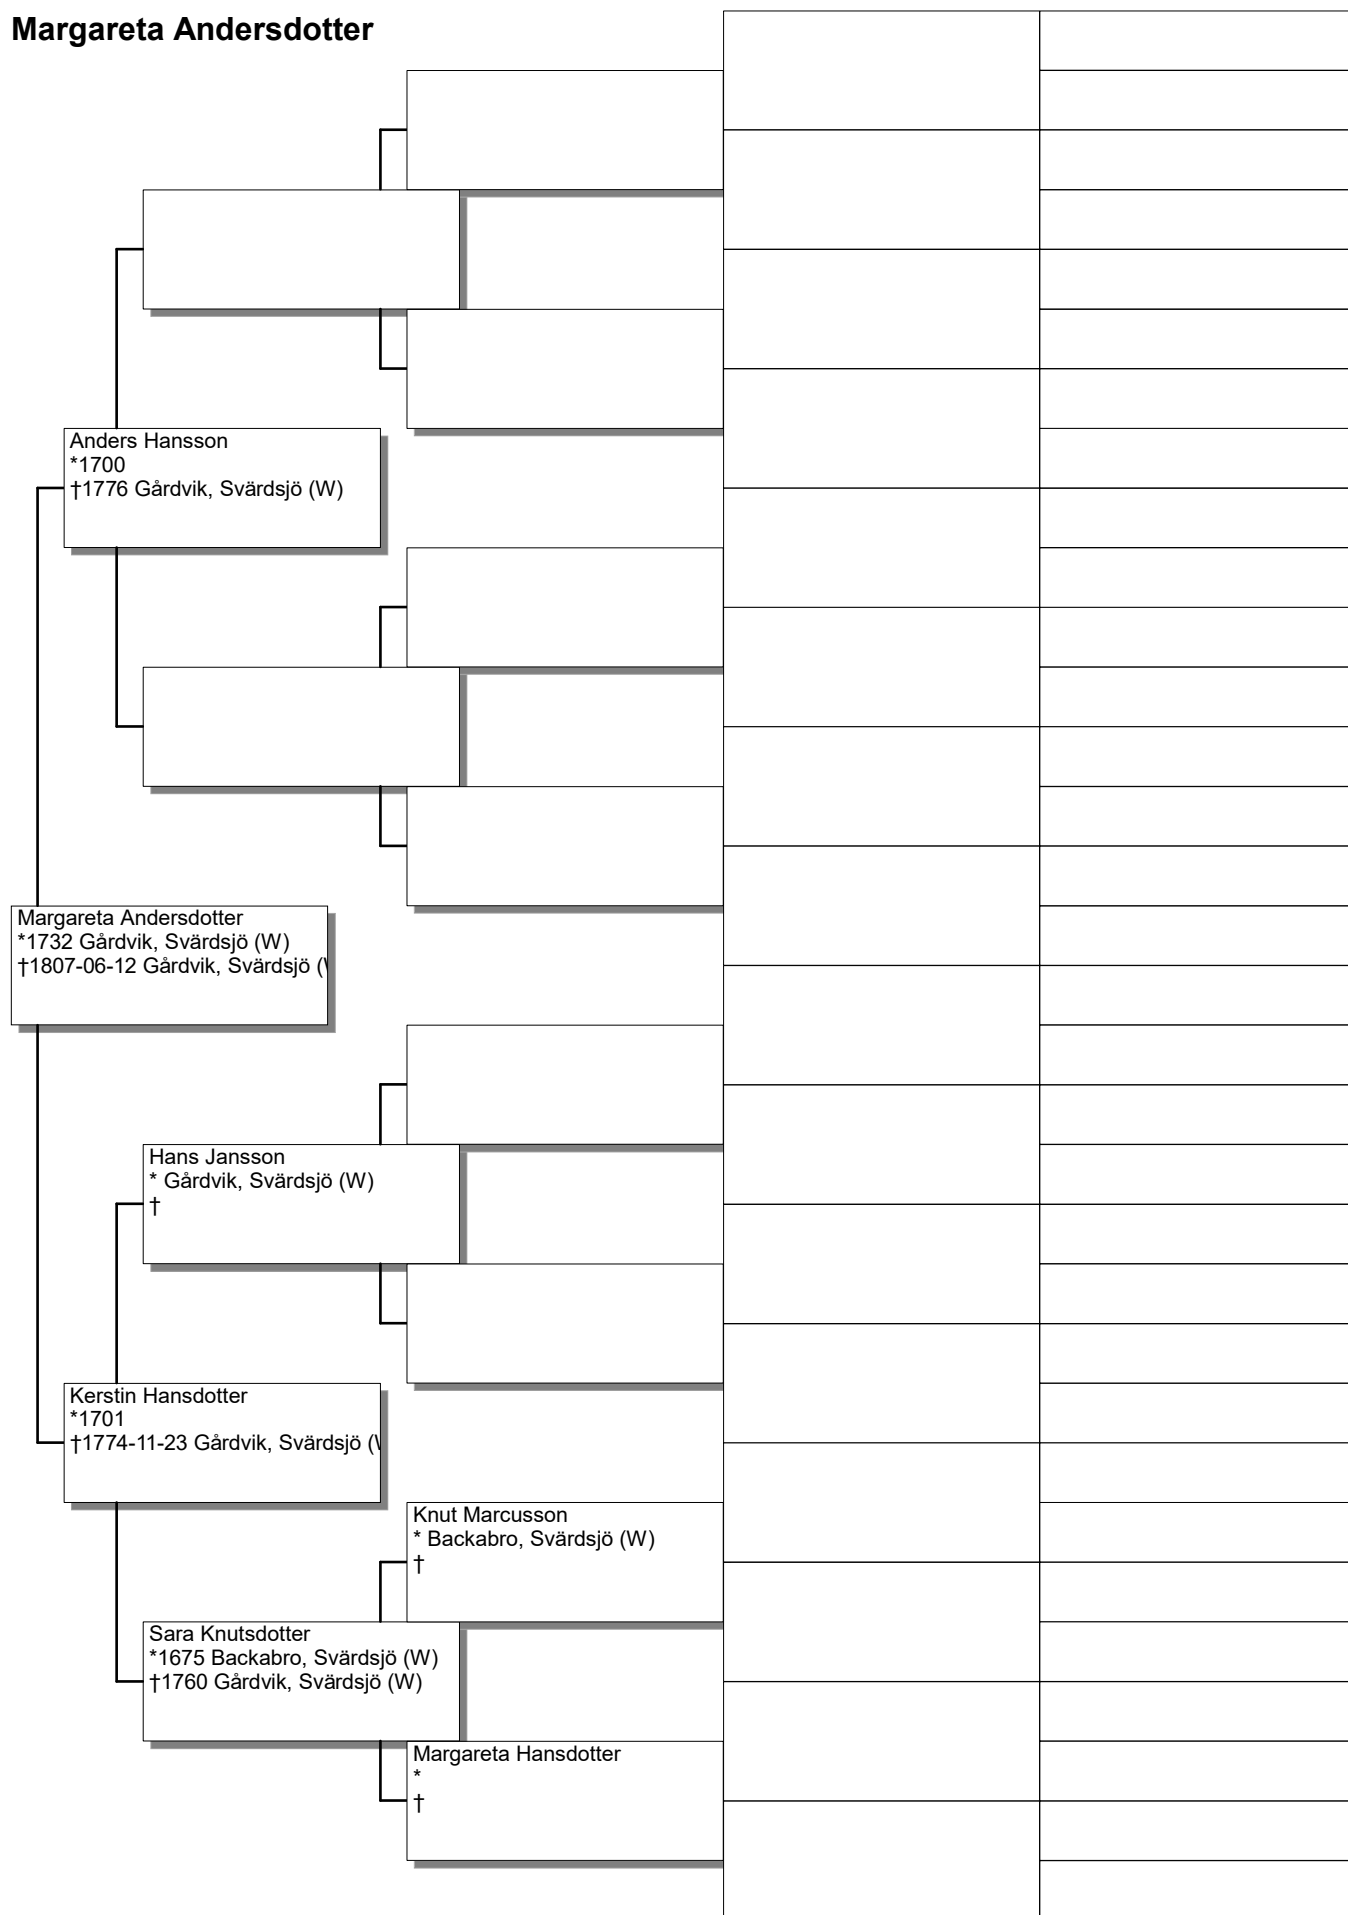 Margareta Andersdotter
Anders Hansson
*1700
†1776 Gårdvik, Svärdsjö (W)
Margareta Andersdotter
*1732 Gårdvik, Svärdsjö (W)
†1807-06-12 Gårdvik, Svärdsjö (
Hans Jansson
* Gårdvik, Svärdsjö (W)
†
Kerstin Hansdotter
*1701
†1774-11-23 Gårdvik, Svärdsjö (
Knut Marcusson
* Backabro, Svärdsjö (W)
†
Sara Knutsdotter
*1675 Backabro, Svärdsjö (W)
†1760 Gårdvik, Svärdsjö (W)
Margareta Hansdotter
*
†